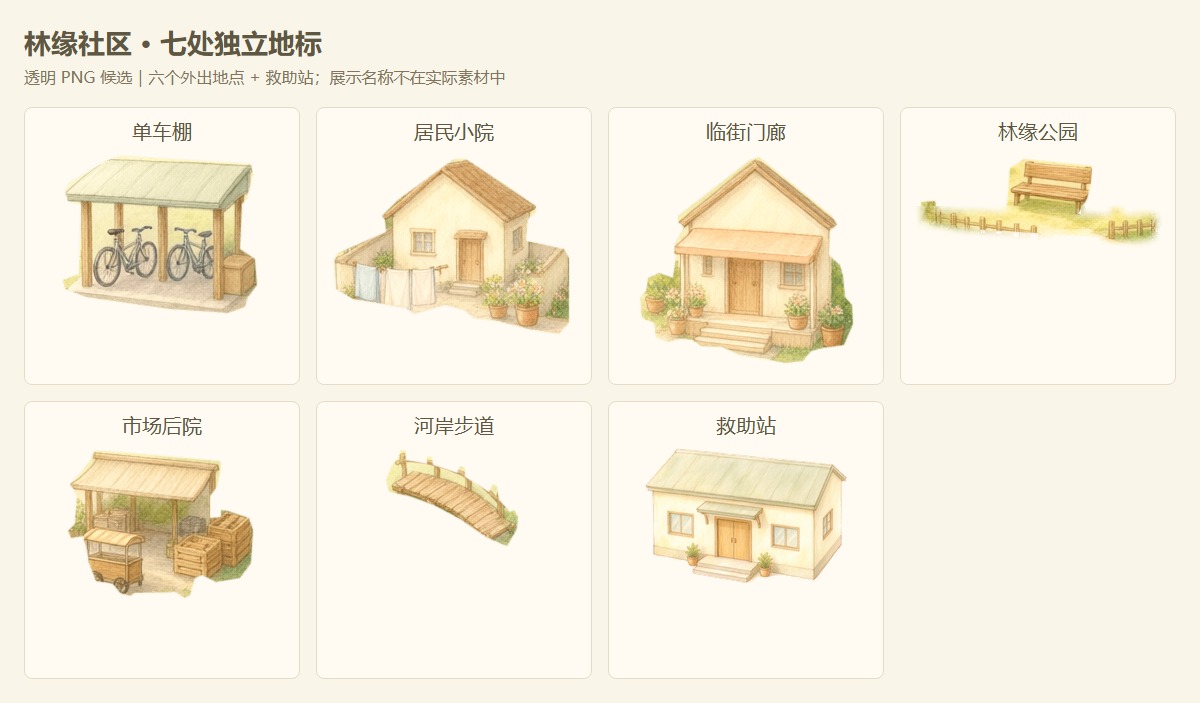 林缘社区 • 七处独立地标
透明 PNG 候选 | 六个外出地点 + 救助站；展示名称不在实际素材中
单车棚
居民小院
临街门廊
林缘公园
市场后院
河岸步道
救助站